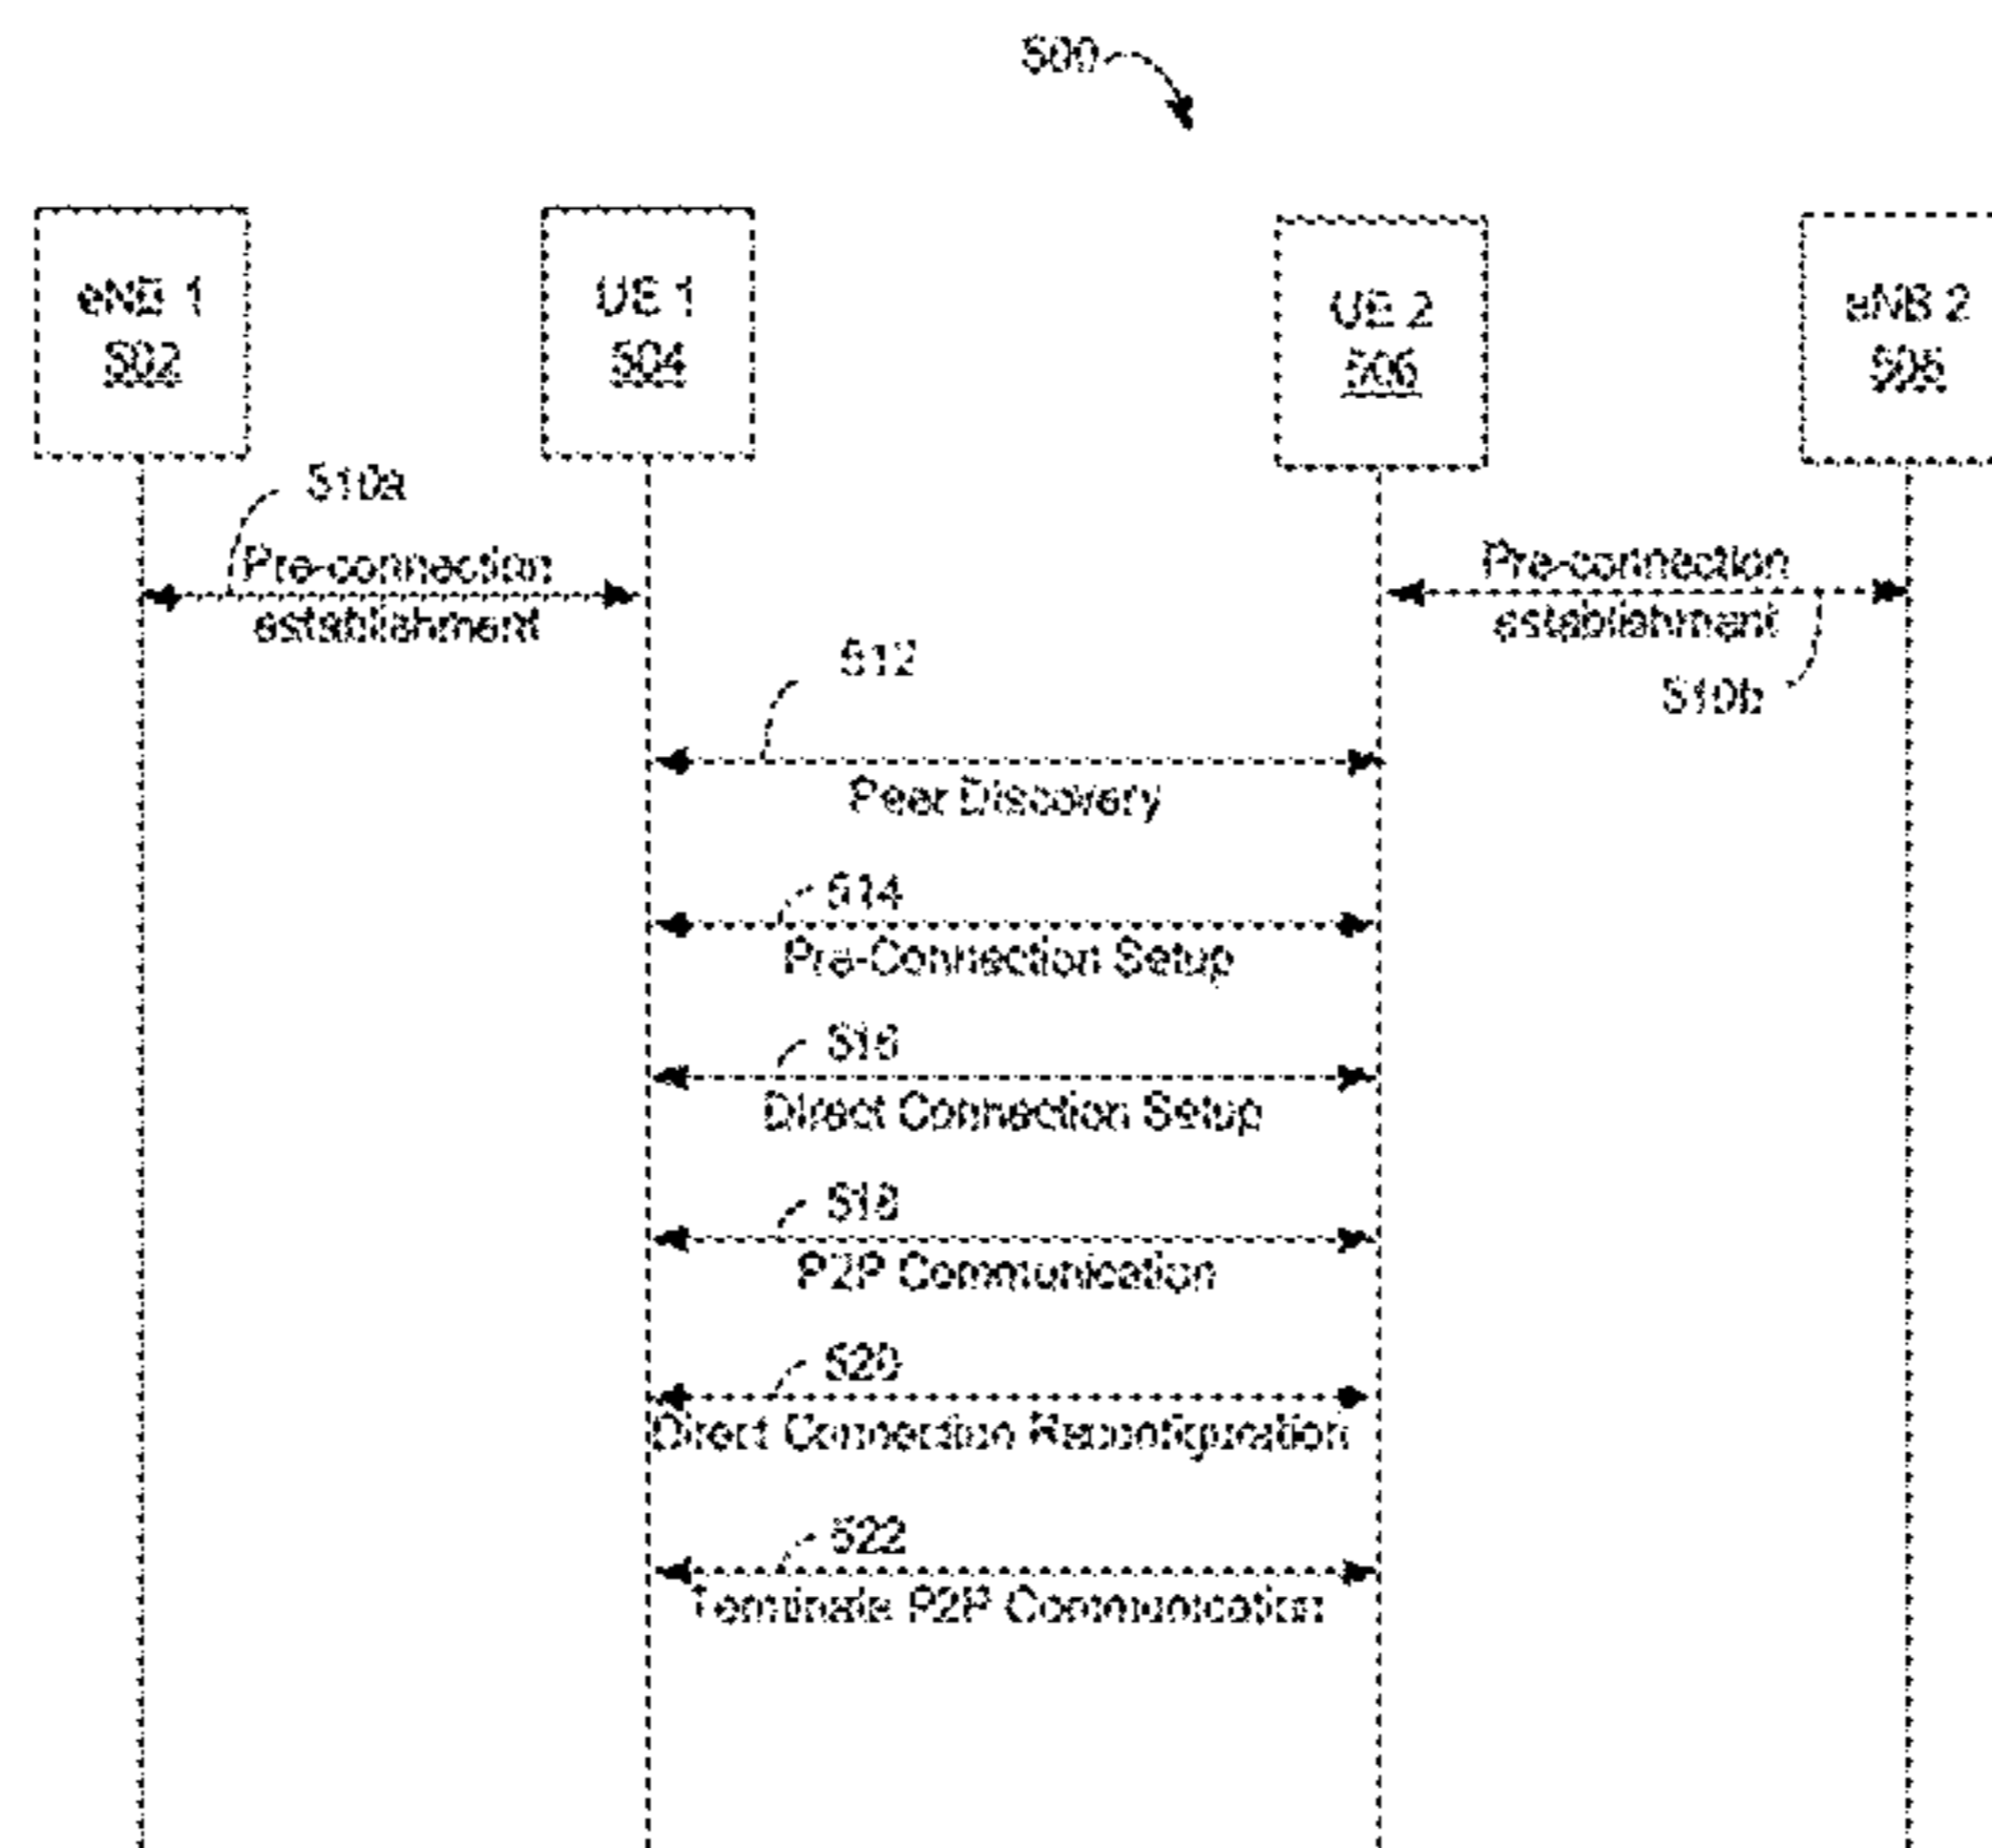 500
eNB 1
502
UE 1
504
UE 2
506
eNB 2
508
510a
Pre-connection
establishment
Pre-connection
establishment
510b
512
Peer Discovery
514
Pre-Connection Setup
516
Direct Connection Setup
518
P2P Communication
520
Direct Connection Reconfiguration
522
Terminate P2P Communication